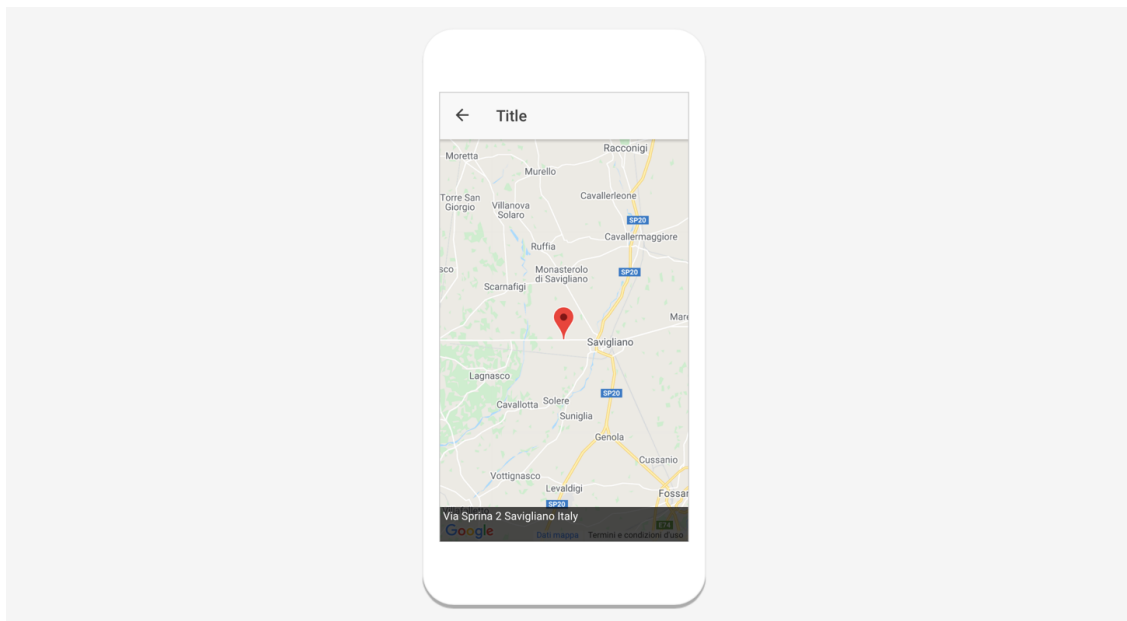 Title
Racconigi
Moretta
Murello
Cavallerleone
Torre San
Giorgio
Villanova
Solaro
SP20
Cavallermaggiore
Ruffia
sco
Monasterolo
di Savigliano
SP20
Scarnafigi
Mare
Savigliano
Lagnasco
SP20
Cavallotta
Solere
Suniglia
Genola
Cussanio
Vottignasco
Levaldigi
Fossar
SP20
Via Sprina 2 Savigliano Italy
E74
Google
Dati mappa
Termini e condizioni d'uso